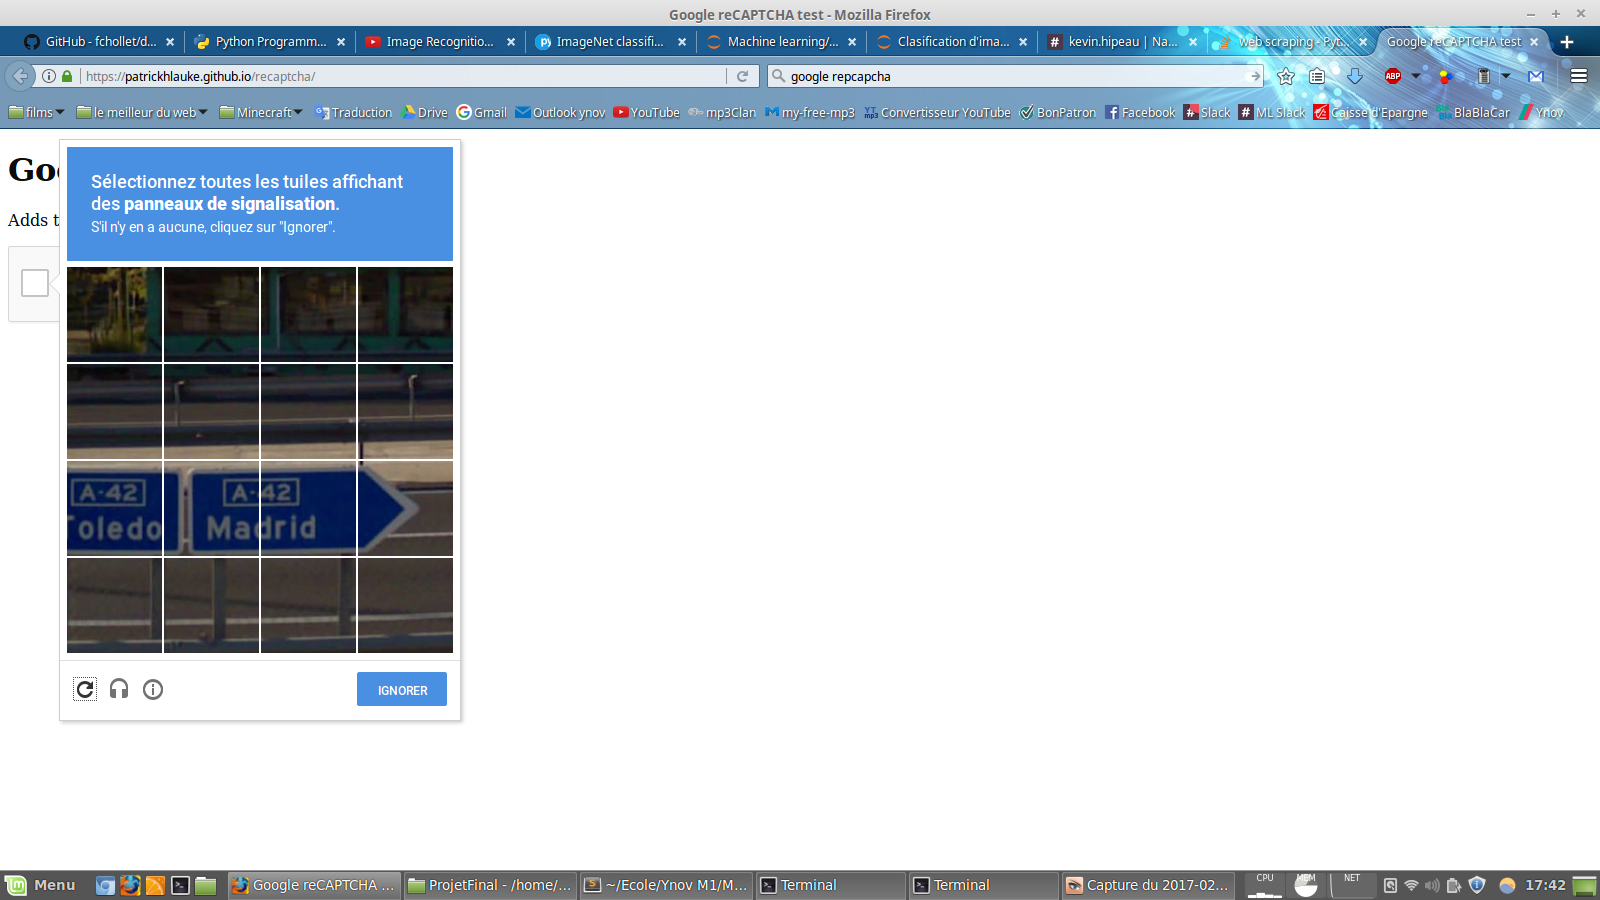 Google reCAPTCHA test - Mozilla Firefox
GitHub - fchollet/d...
Python Programm...
Image Recognitio...
ImageNet classifi...
Machine learning/...
Clasification d'ima...
kevin.hipeau | Na...
web scraping - Pyt...
Google reCAPTCHA test
https://patrickhlauke.github.io/recaptcha/
google repcapcha
ABP
films
le meilleur du web
Minecraft
Traduction
Drive
Gmail
Outlook ynov
YouTube
mp3Clan
my-free-mp3
Convertisseur YouTube
BonPatron
Facebook
Slack
ML Slack
Caisse d'Epargne
BlaBlaCar
Ynov
Goo
Adds t
Sélectionnez toutes les tuiles affichant
des panneaux de signalisation.
S'il n'y en a aucune, cliquez sur "Ignorer".
A-42
Toledo
A-42
Madrid
IGNORER
Menu
Google reCAPTCHA ...
ProjetFinal - /home/...
~/Ecole/Ynov M1/M...
Terminal
Terminal
Capture du 2017-02...
CPU
MEM
NET
17:42